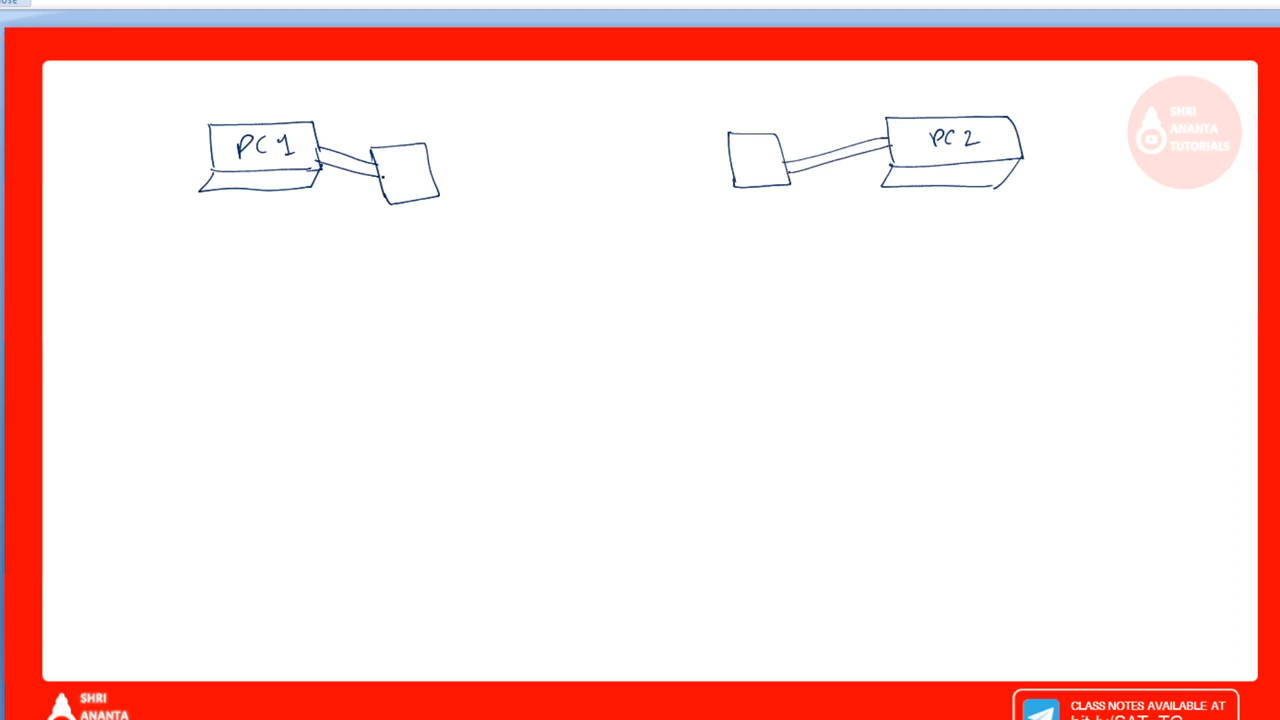 PC 1
PC 2
SHRI
ANANTA
TUTORIALS
SHRI
ANANTA
CLASS NOTES AVAILABLE AT